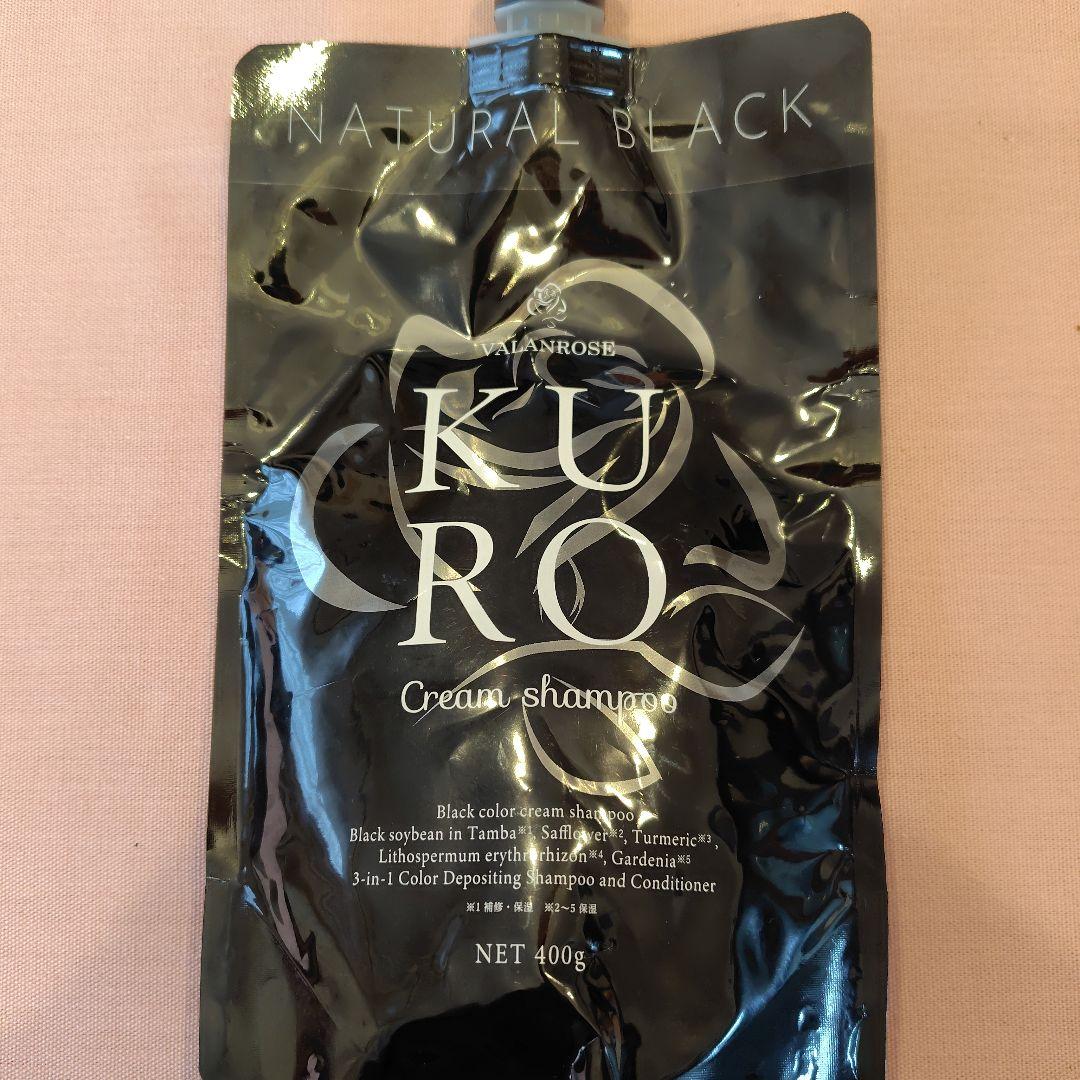 NATURAL BLACK
VALANROSE
KU
RO
Cream shampoo
Black color cream shampoo
Black soybean in Tamba※1, Safflower※2, Turmeric※3,
Lithospermum erythrorhizon※4, Gardenia※5
3-in-1 Color Depositing Shampoo and Conditioner
※1 補修・保湿 ※2～5 保湿
NET 400g